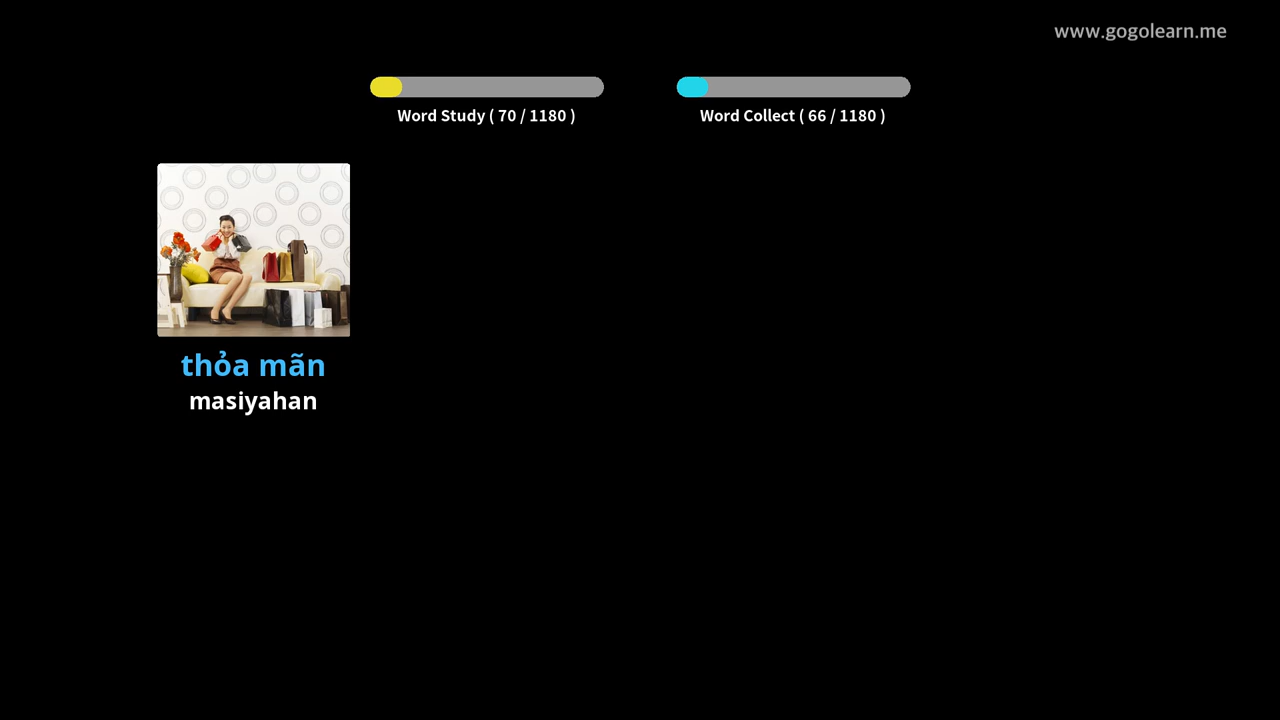 www.gogolearn.me
Word Study ( 70 / 1180 )
Word Collect ( 66 / 1180 )
thỏa mãn
masiyahan